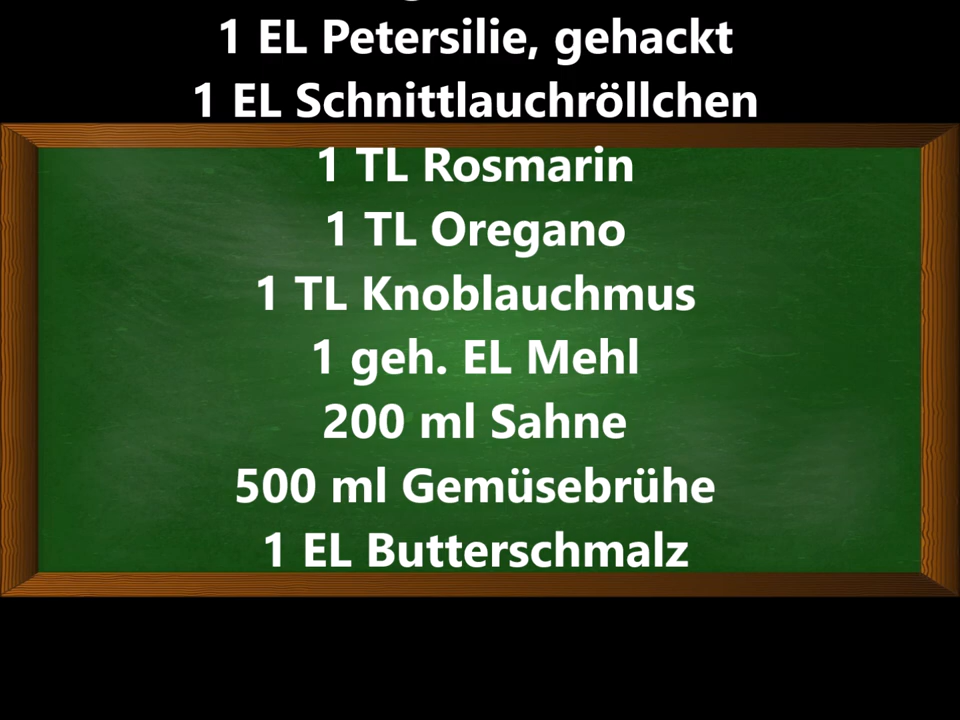 1 EL Petersilie, gehackt
1 EL Schnittlauchröllchen
1 TL Rosmarin
1 TL Oregano
1 TL Knoblauchmus
1 geh. EL Mehl
200 ml Sahne
500 ml Gemüsebrühe
1 EL Butterschmalz